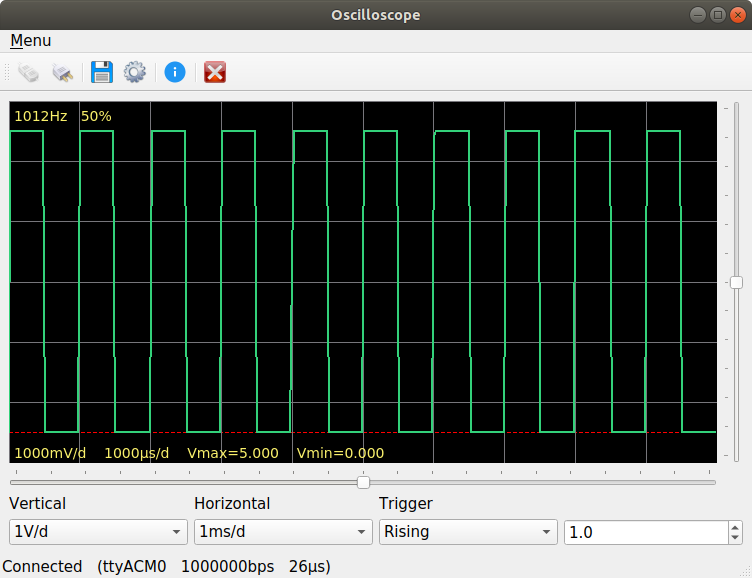 Oscilloscope
Menu
1012Hz 50%
1000mV/d 1000µs/d Vmax=5.000 Vmin=0.000
Vertical Horizontal Trigger
1V/d 1ms/d Rising 1.0
Connected (ttyACM0 1000000bps 26µs)